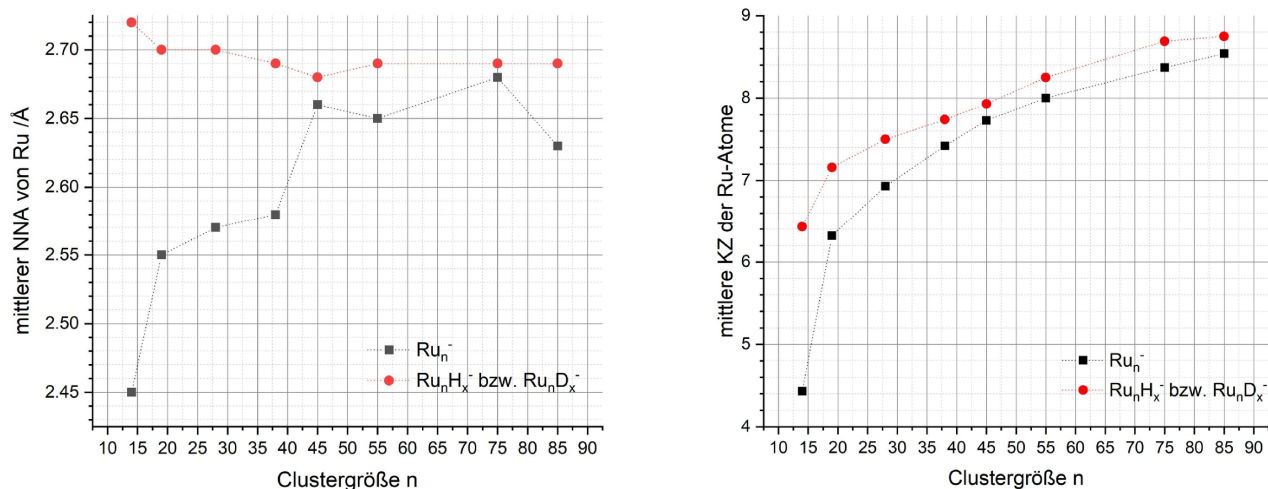 mittlerer NNA von Ru /Å
2.70
2.65
2.60
2.55
2.50
2.45
10 15 20 25 30 35 40 45 50 55 60 65 70 75 80 85 90
Clustergröße n
Ruₙ⁻
RuₙHₓ⁻ bzw. RuₙDₓ⁻
mittlere KZ der Ru-Atome
9
8
7
6
5
4
10 15 20 25 30 35 40 45 50 55 60 65 70 75 80 85 90
Clustergröße n
Ruₙ⁻
RuₙHₓ⁻ bzw. RuₙDₓ⁻